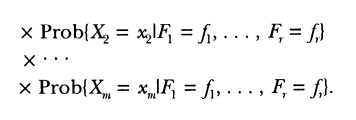 × Prob{X₂ = x₂|F₁ = f₁, . . . , Fᵣ = fᵣ}
× · · ·
× Prob{Xₘ = xₘ|F₁ = f₁, . . . , Fᵣ = fᵣ}.